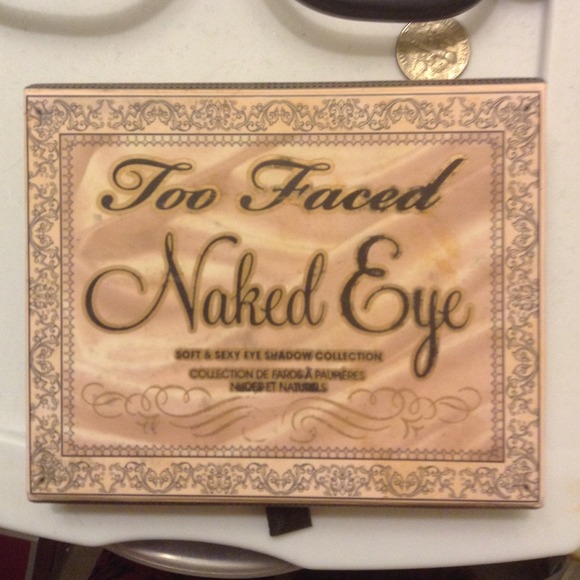 Too Faced
Naked Eye
SOFT & SEXY EYE SHADOW COLLECTION
COLLECTION DE FARDS À PAUPIÈRES
NUDES ET NATURELS